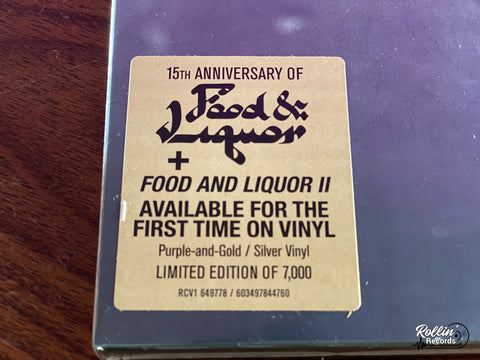 15TH ANNIVERSARY OF
Food &
Liquor
+
FOOD AND LIQUOR II
AVAILABLE FOR THE
FIRST TIME ON VINYL
Purple-and-Gold / Silver Vinyl
LIMITED EDITION OF 7,000
RCV1 649778 / 603497844760
Rollin'
Records